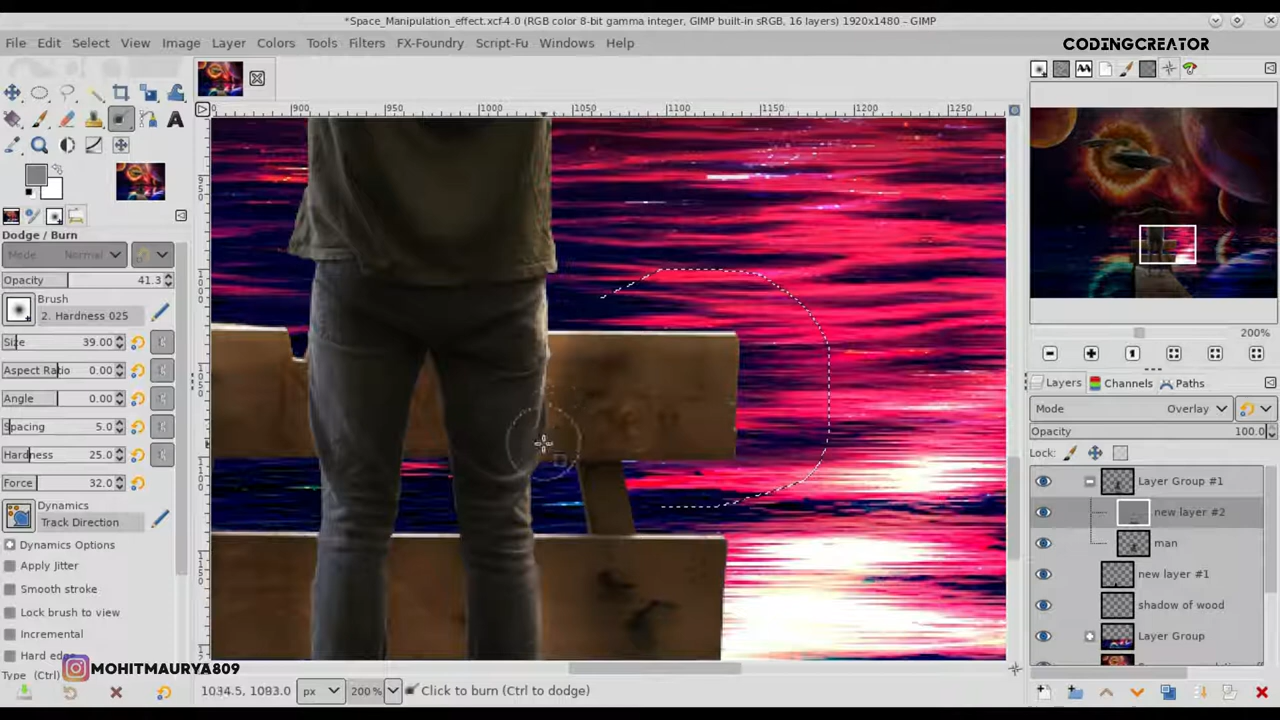 *Space_Manipulation_effect.xcf-4.0 (RGB color 8-bit gamma integer, GIMP built-in sRGB, 16 layers) 1920x1480 – GIMP
File Edit Select View Image Layer Colors Tools Filters FX-Foundry Script-Fu Windows Help
CODINGCREATOR
900 950 1000 1050 1100 1150 1200 1250
Dodge / Burn
Mode Normal
Opacity 41.3
Brush
2. Hardness 025
Size 39.00
Aspect Ratio 0.00
Angle 0.00
Spacing 5.0
Hardness 25.0
Force 32.0
Dynamics
Track Direction
Dynamics Options
Apply Jitter
Smooth stroke
Lock brush to view
Incremental
Hard edge
Type (Ctrl)
MOHITMAURYA809
1034.5, 1093.0 px 200% Click to burn (Ctrl to dodge)
200%
Layers Channels Paths
Mode Overlay
Opacity 100.0
Lock:
Layer Group #1
new layer #2
man
new layer #1
shadow of wood
Layer Group